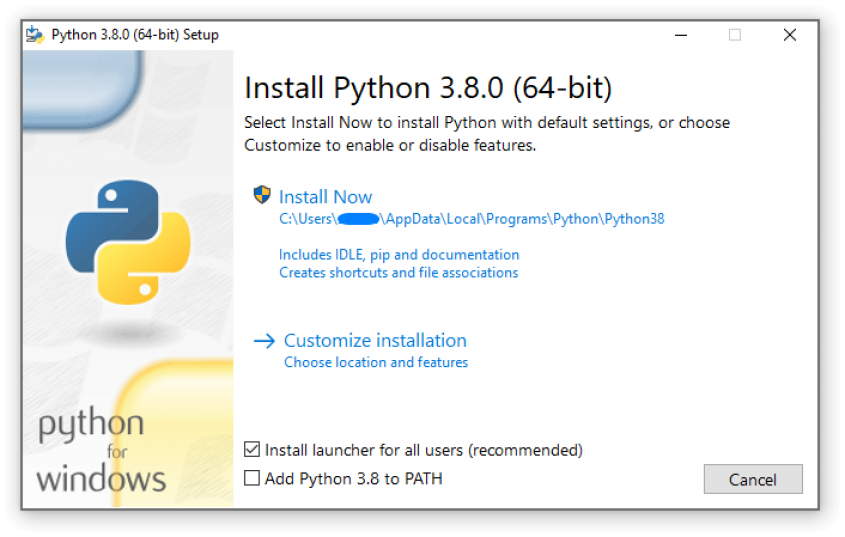 Python 3.8.0 (64-bit) Setup
Install Python 3.8.0 (64-bit)
Select Install Now to install Python with default settings, or choose
Customize to enable or disable features.
Install Now
C:\Users\ \AppData\Local\Programs\Python\Python38
Includes IDLE, pip and documentation
Creates shortcuts and file associations
Customize installation
Choose location and features
python
for
windows
Install launcher for all users (recommended)
Add Python 3.8 to PATH
Cancel